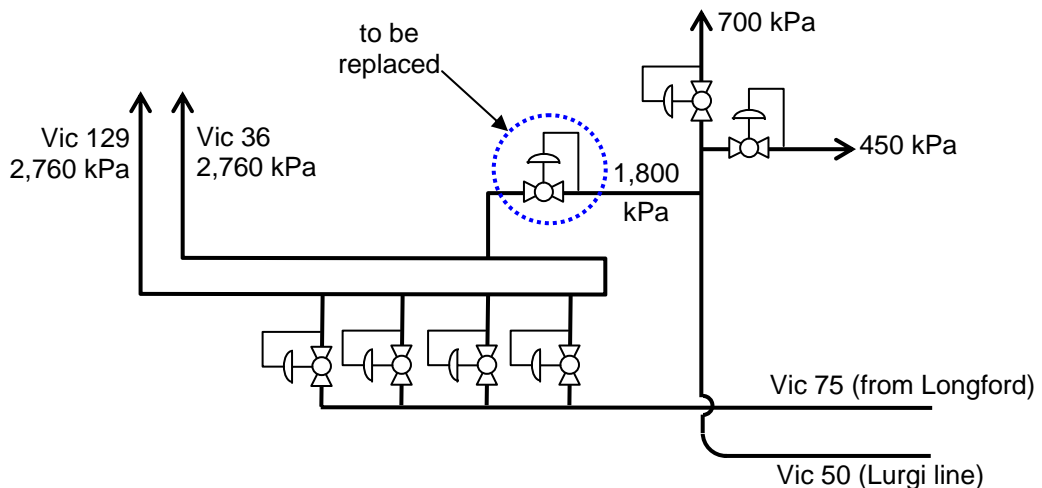 to be
replaced
700 kPa
Vic 129
2,760 kPa
Vic 36
2,760 kPa
1,800
kPa
450 kPa
Vic 75 (from Longford)
Vic 50 (Lurgi line)